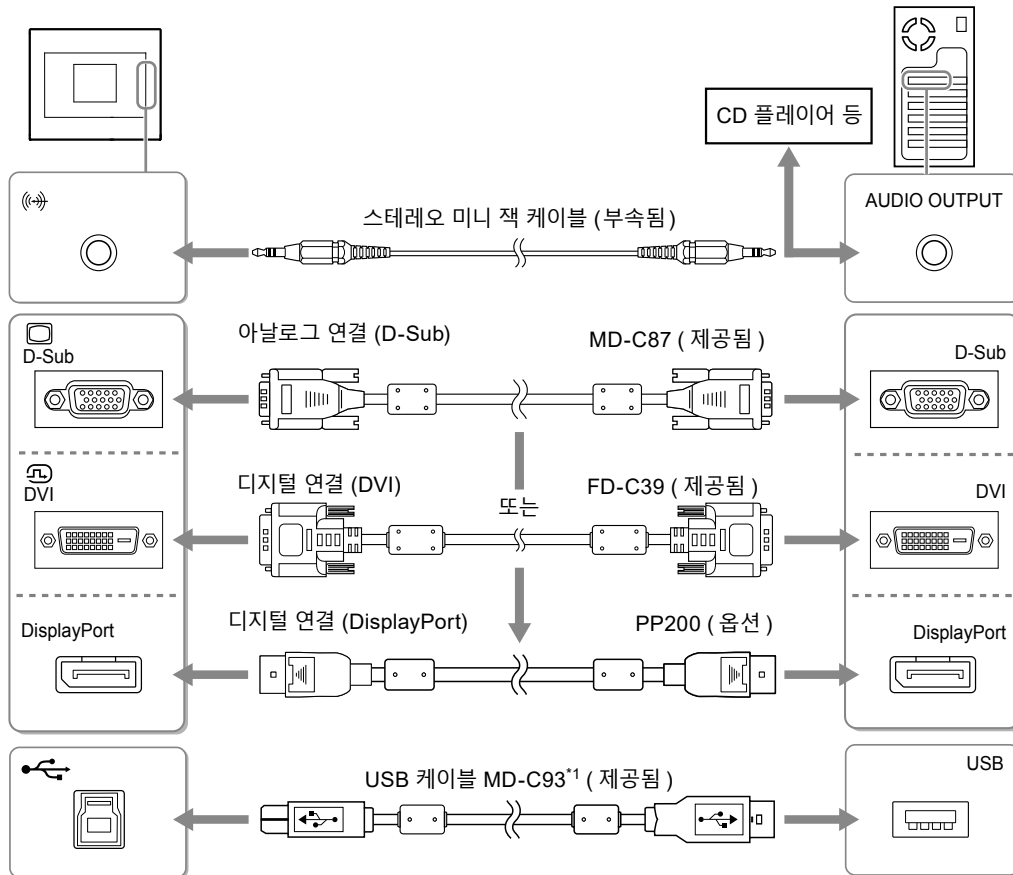 CD 플레이어 등
AUDIO OUTPUT
스테레오 미니 잭 케이블 (부속됨)
D-Sub
아날로그 연결 (D-Sub)
MD-C87 ( 제공됨 )
D-Sub
DVI
디지털 연결 (DVI)
FD-C39 ( 제공됨 )
DVI
또는
DisplayPort
디지털 연결 (DisplayPort)
PP200 ( 옵션 )
DisplayPort
USB 케이블 MD-C93*1 ( 제공됨 )
USB